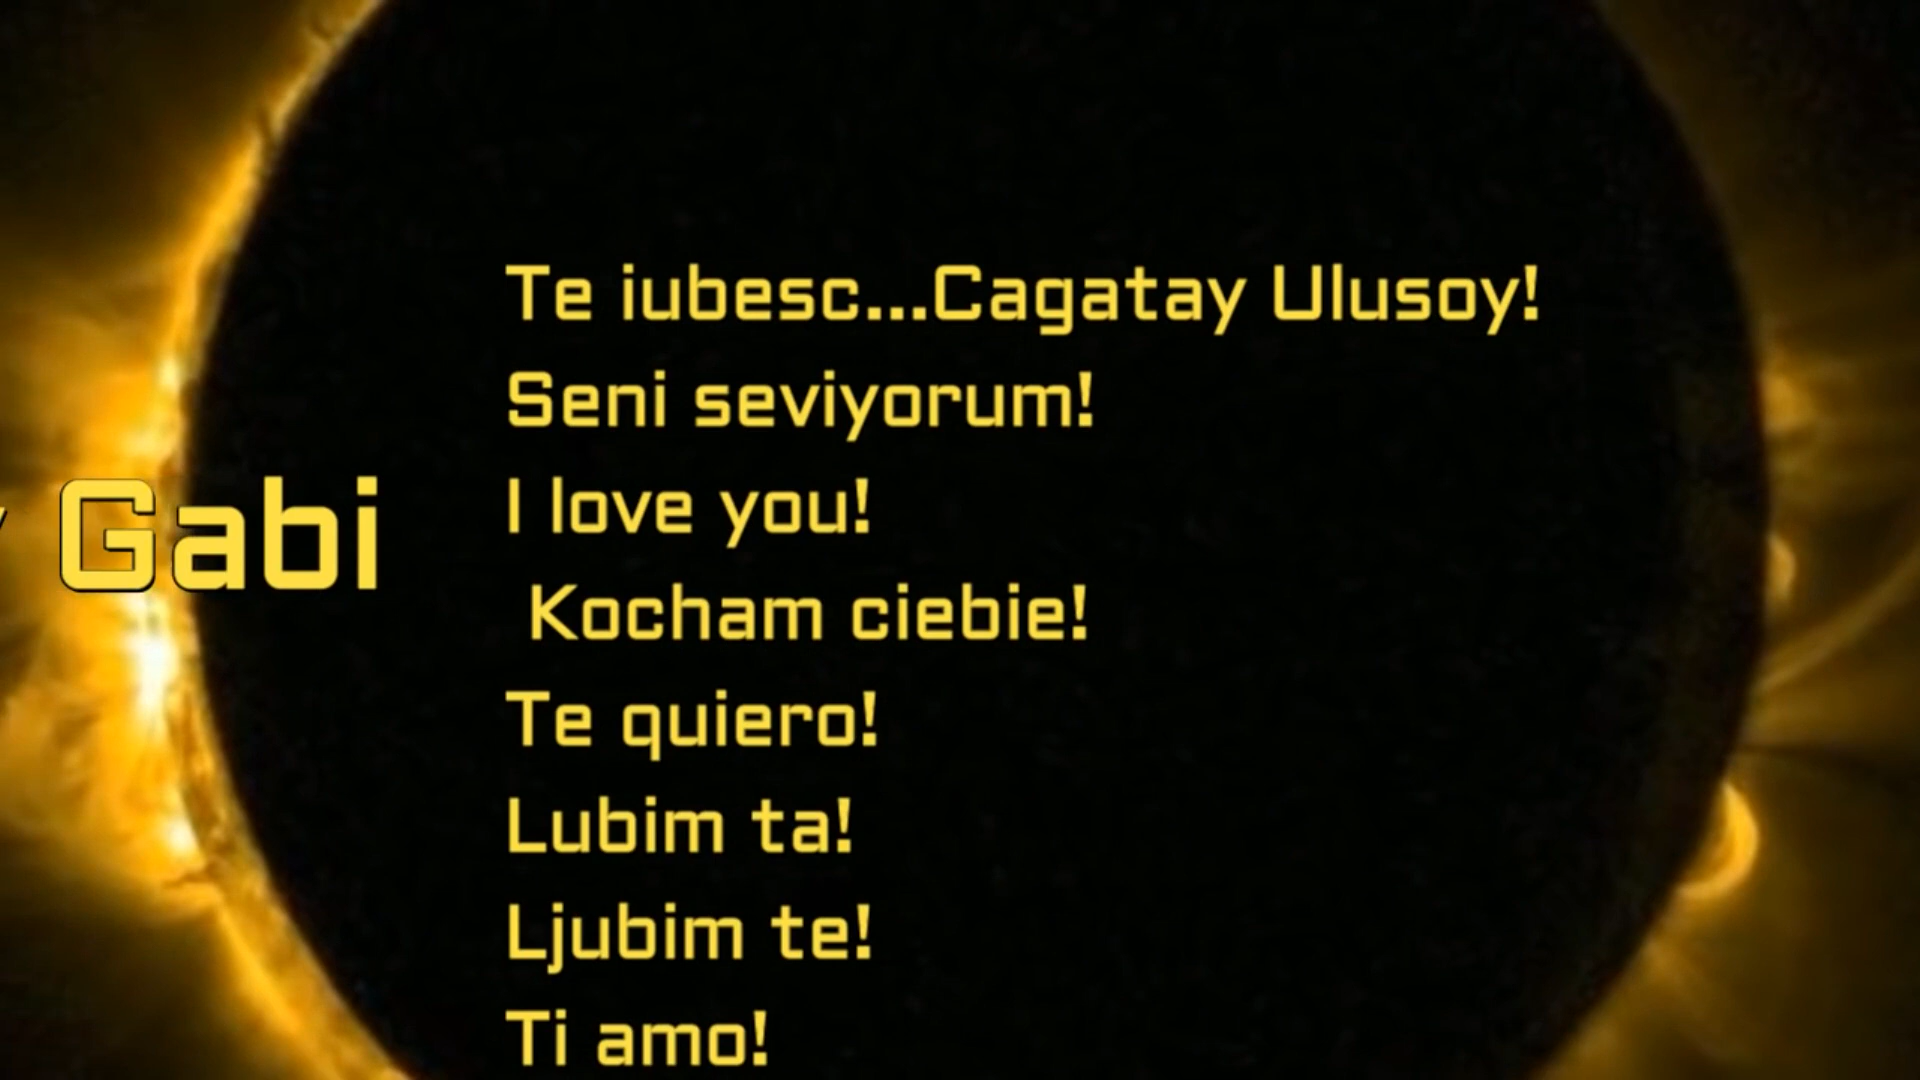 Te iubesc...Cagatay Ulusoy!
Seni seviyorum!
I love you!
Gabi
Kocham ciebie!
Te quiero!
Lubim ta!
Ljubim te!
Ti amo!